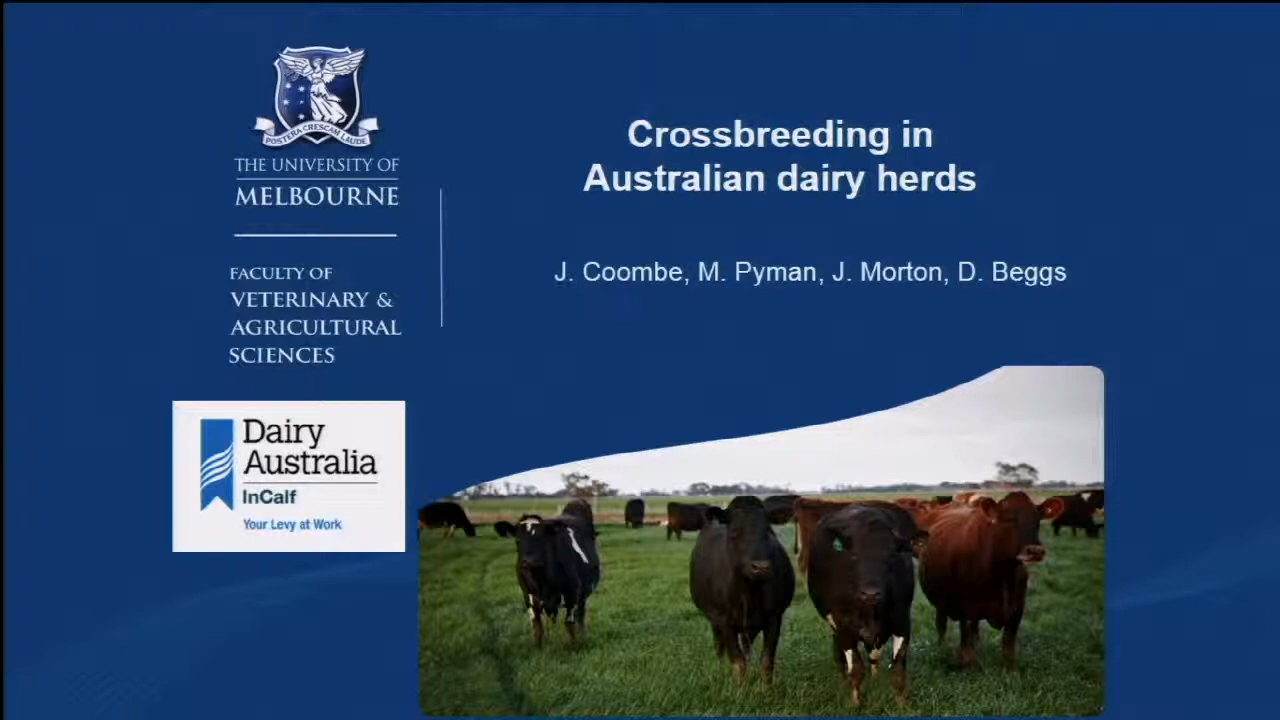 POSTERA CRESCAM LAUDE
THE UNIVERSITY OF
MELBOURNE
FACULTY OF
VETERINARY &
AGRICULTURAL
SCIENCES
Dairy
Australia
InCalf
Your Levy at Work
Crossbreeding in
Australian dairy herds
J. Coombe, M. Pyman, J. Morton, D. Beggs